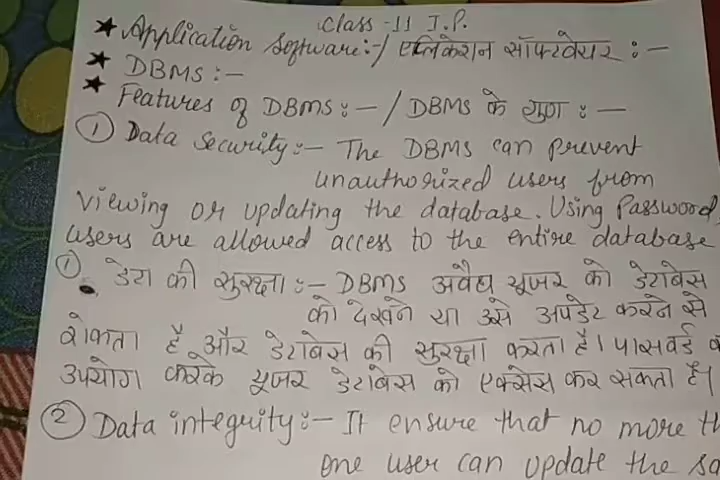 Class -11 I.P.
★ Application Software:-/ एप्लिकेशन सॉफ्टवेयर :-
★ DBMS :-
★ Features of DBMS :- / DBMS के गुण :-
① Data Security :- The DBMS can prevent
unauthorized users from
viewing or updating the database. Using Password,
users are allowed access to the entire database
① . डेटा की सुरक्षा :- DBMS अवैध यूजर को डेटाबेस
को देखने या उसे अपडेट करने से
रोकता है और डेटाबेस की सुरक्षा करता है। पासवर्ड
उपयोग करके यूजर डेटाबेस को एक्सेस कर सकता है।
② Data integrity :- It ensure that no more
one user can update the